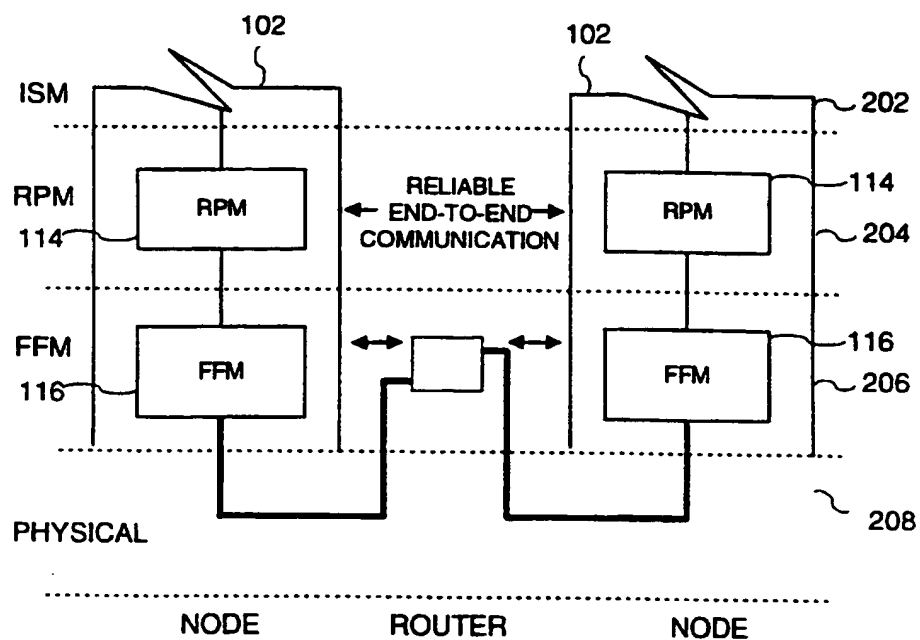 102
102
ISM
202
RPM
114
RPM
RELIABLE
END-TO-END
COMMUNICATION
RPM
114
204
FFM
116
FFM
FFM
116
206
PHYSICAL
208
NODE
ROUTER
NODE